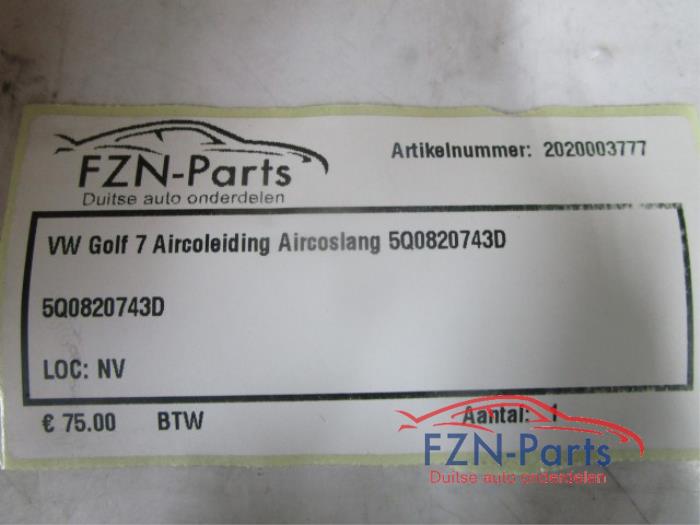 FZN-Parts
Duitse auto onderdelen
Artikelnummer: 2020003777
VW Golf 7 Aircoleiding Aircoslang 5Q0820743D
5Q0820743D
LOC: NV
€ 75.00 BTW
Aantal: 1
FZN-Parts
Duitse auto onderdelen